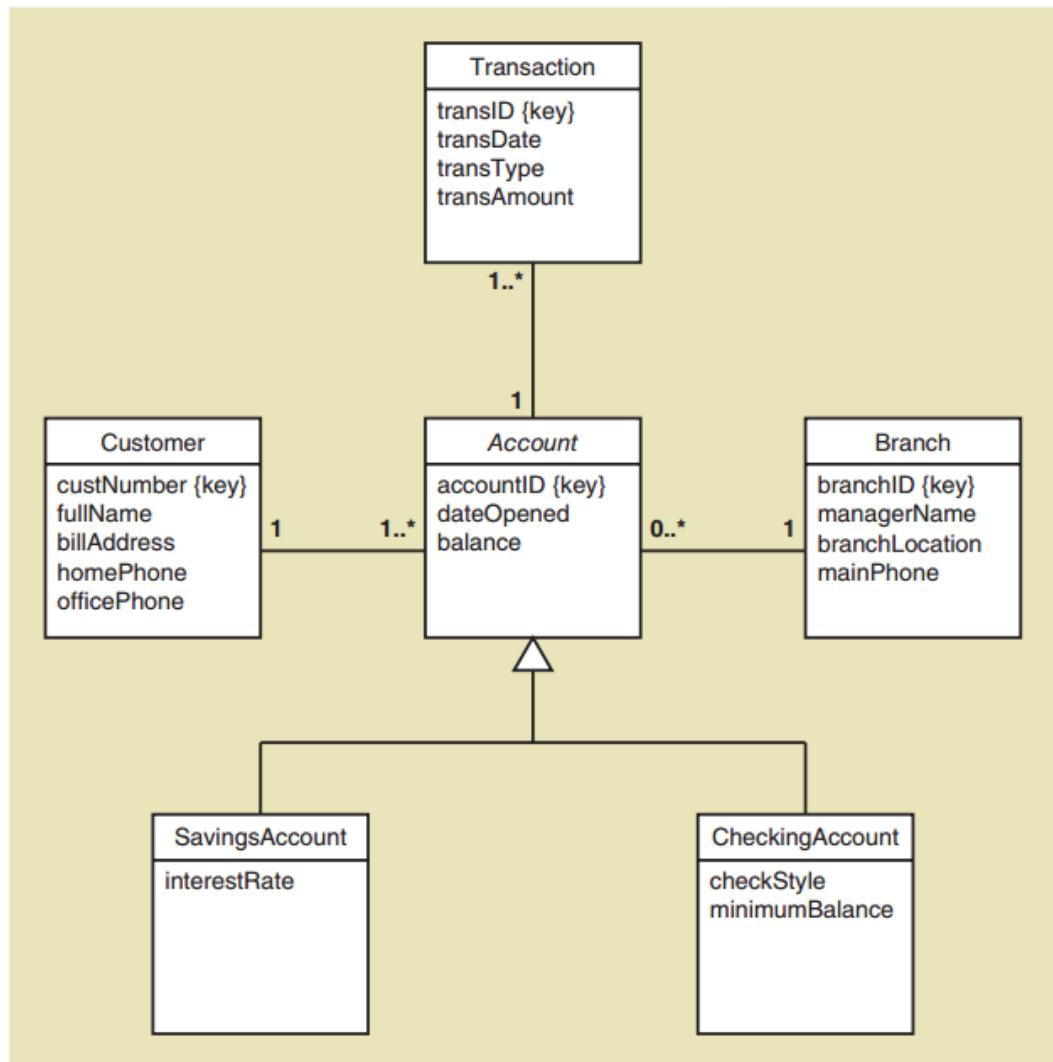 Transaction
transID {key}
transDate
transType
transAmount
1..*
1
Customer
custNumber {key}
fullName
billAddress
homePhone
officePhone
1
1..*
Account
accountID {key}
dateOpened
balance
0..*
1
Branch
branchID {key}
managerName
branchLocation
mainPhone
SavingsAccount
interestRate
CheckingAccount
checkStyle
minimumBalance